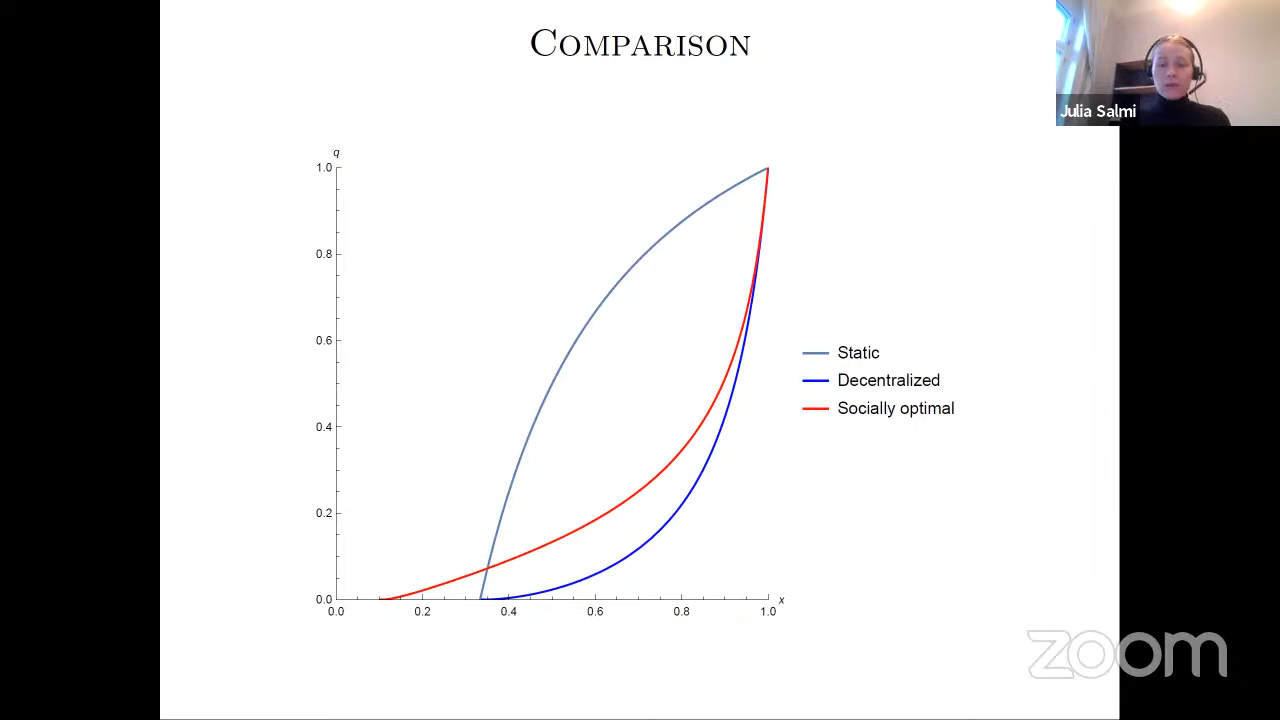 COMPARISON
Julia Salmi
q
1.0
0.8
0.6
0.4
0.2
0.0
0.0 0.2 0.4 0.6 0.8 1.0 x
Static
Decentralized
Socially optimal
zoom